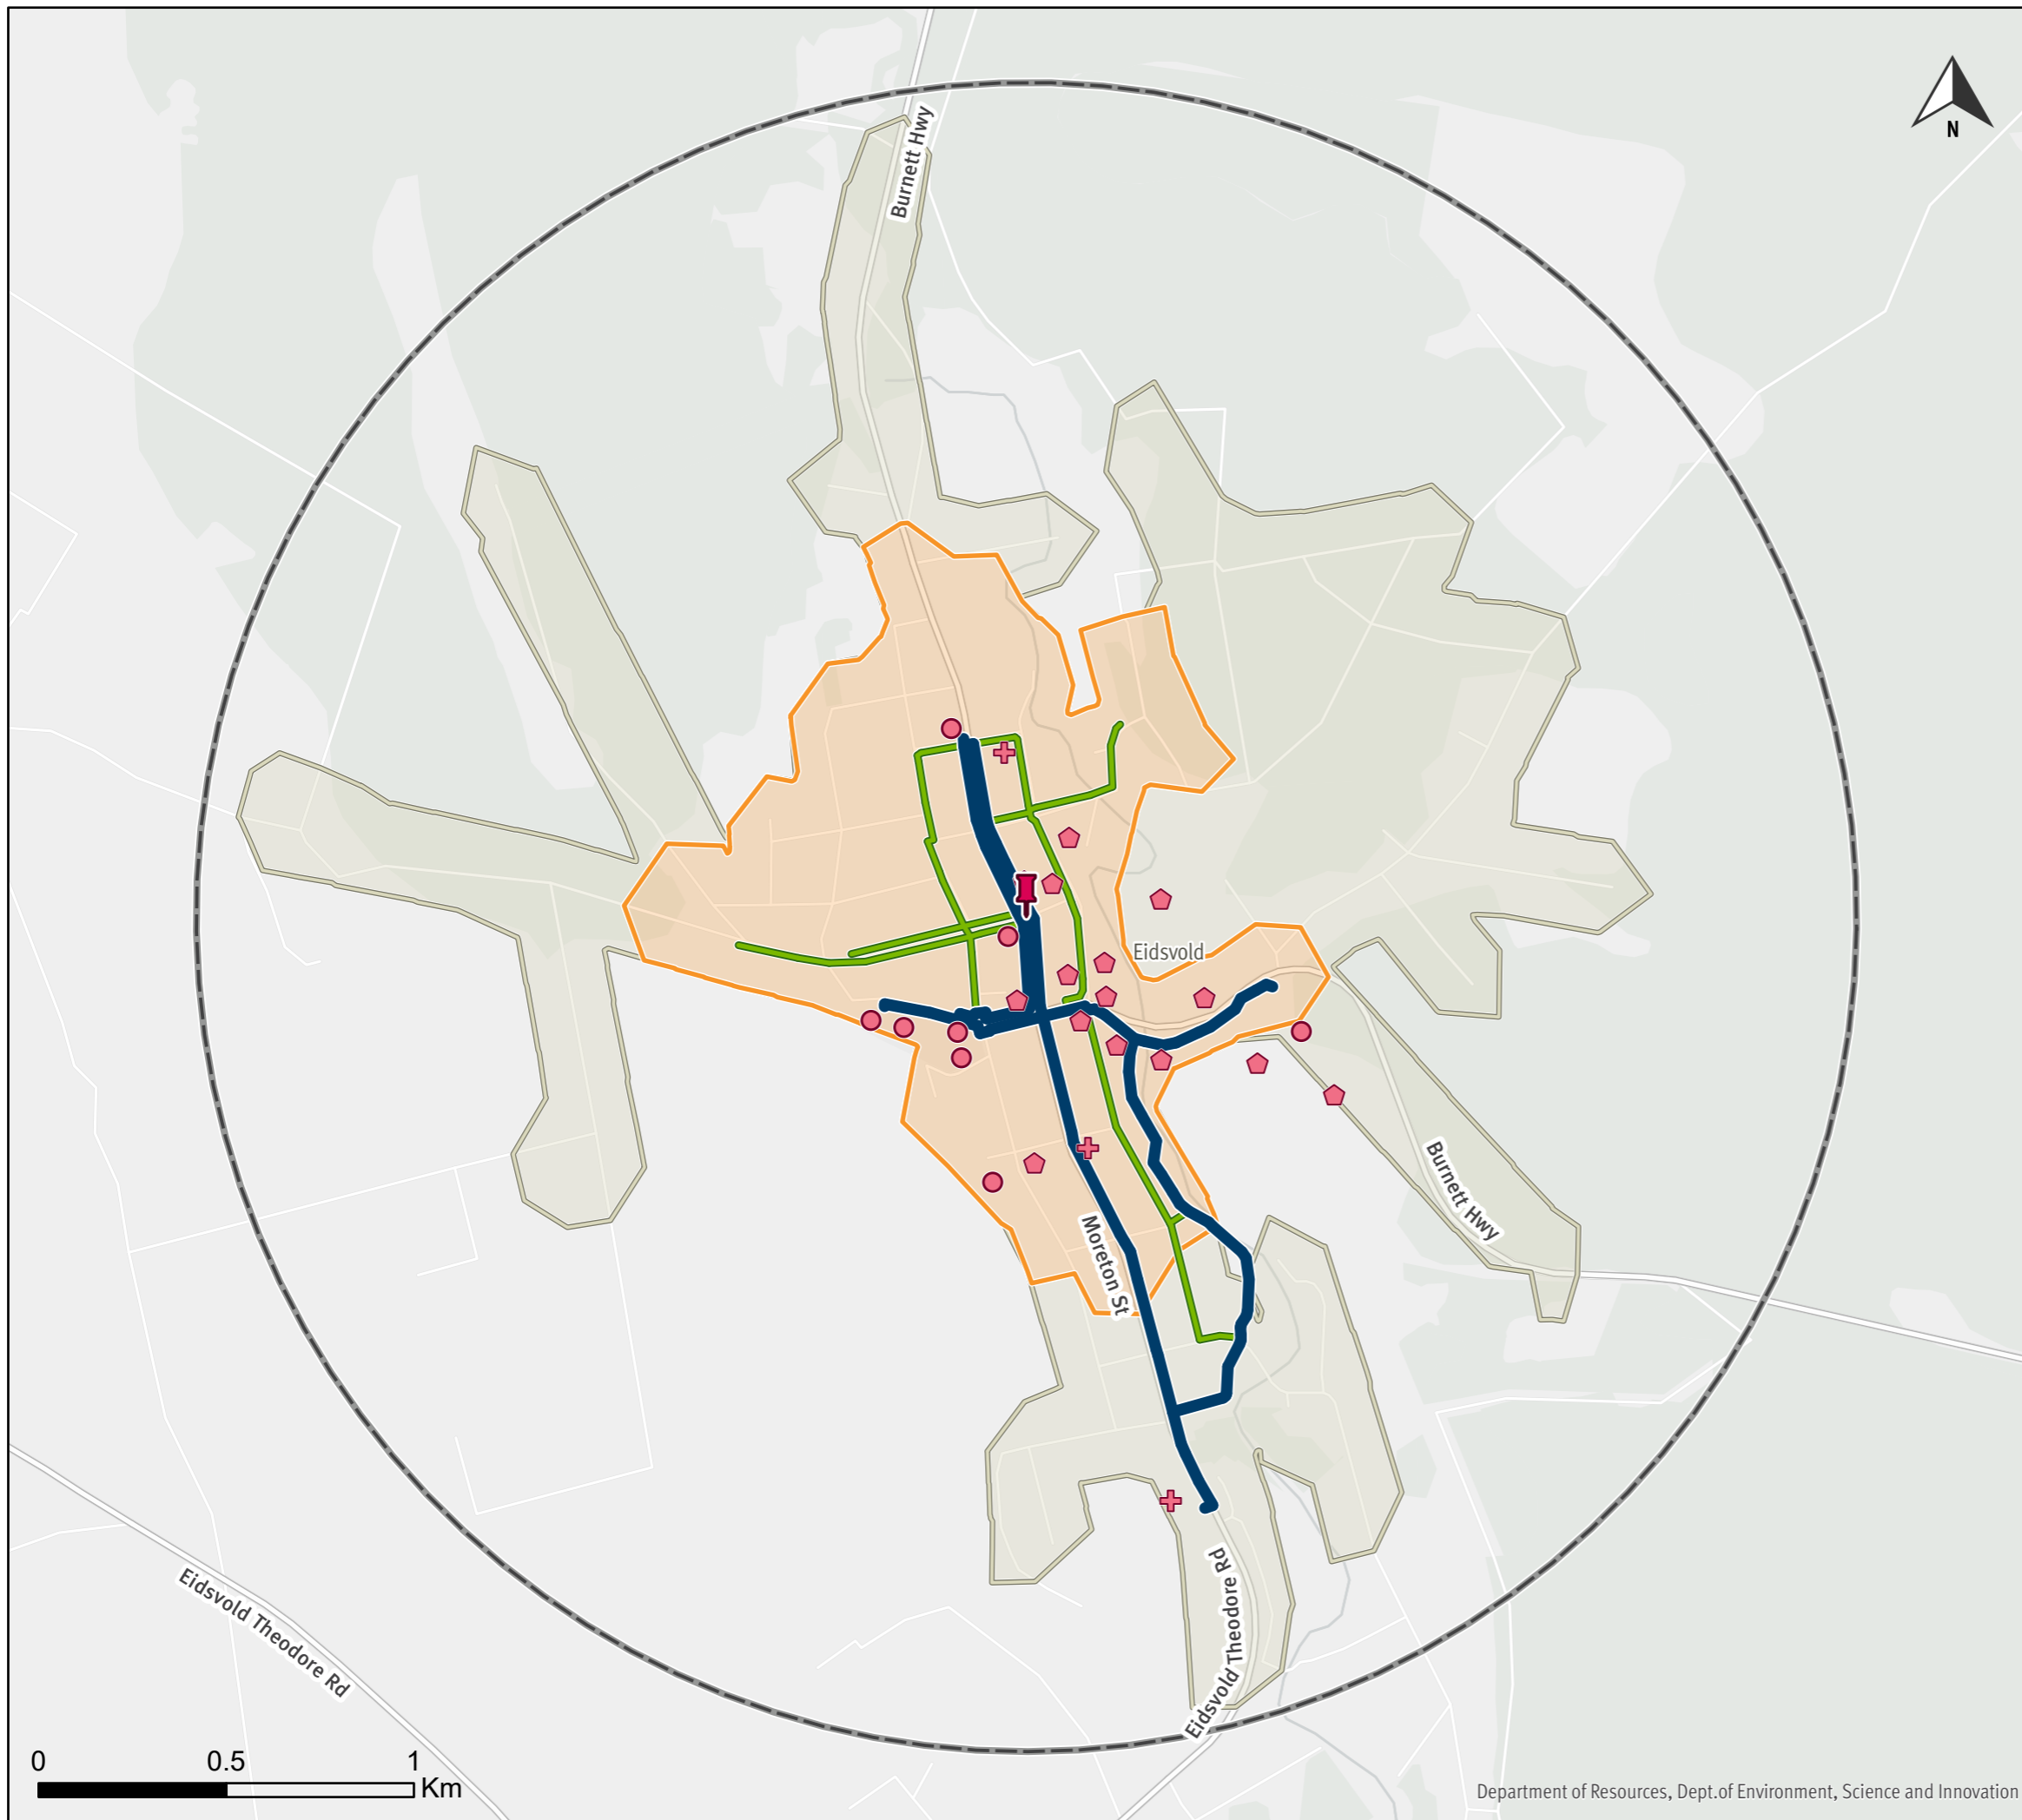 Burnett Hwy
N
Eidsvold
Burnett Hwy
Moreton St
Eidsvold Theodore Rd
Eidsvold Theodore Rd
0 0.5 1
Km
Department of Resources, Dept.of Environment, Science and Innovation